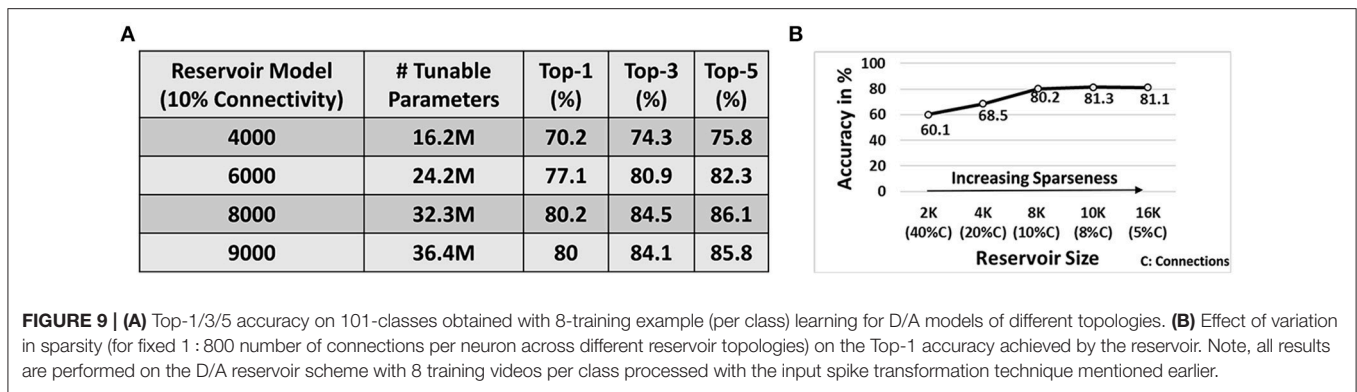 A
Reservoir Model (10% Connectivity) # Tunable Parameters Top-1 (%) Top-3 (%) Top-5 (%)
4000 16.2M 70.2 74.3 75.8
6000 24.2M 77.1 80.9 82.3
8000 32.3M 80.2 84.5 86.1
9000 36.4M 80 84.1 85.8
B
Accuracy in %
100
80
60
40
20
0
60.1 68.5 80.2 81.3 81.1
Increasing Sparseness
2K 4K 8K 10K 16K
(40%C) (20%C) (10%C) (8%C) (5%C)
Reservoir Size
C: Connections
FIGURE 9 | (A) Top-1/3/5 accuracy on 101-classes obtained with 8-training example (per class) learning for D/A models of different topologies. (B) Effect of variation
in sparsity (for fixed 1 : 800 number of connections per neuron across different reservoir topologies) on the Top-1 accuracy achieved by the reservoir. Note, all results
are performed on the D/A reservoir scheme with 8 training videos per class processed with the input spike transformation technique mentioned earlier.